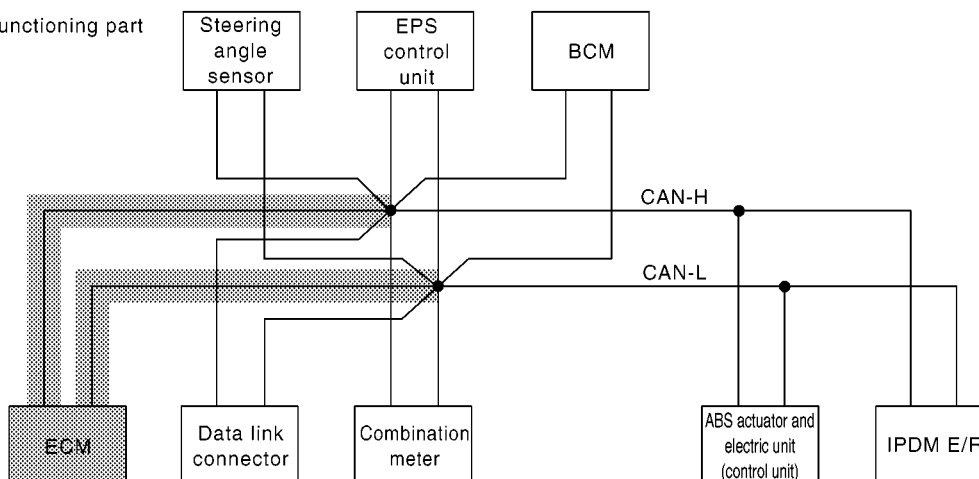 unctioning part
Steering
angle
sensor
EPS
control
unit
BCM
CAN-H
CAN-L
ECM
Data link
connector
Combination
meter
ABS actuator and
electric unit
(control unit)
IPDM E/R